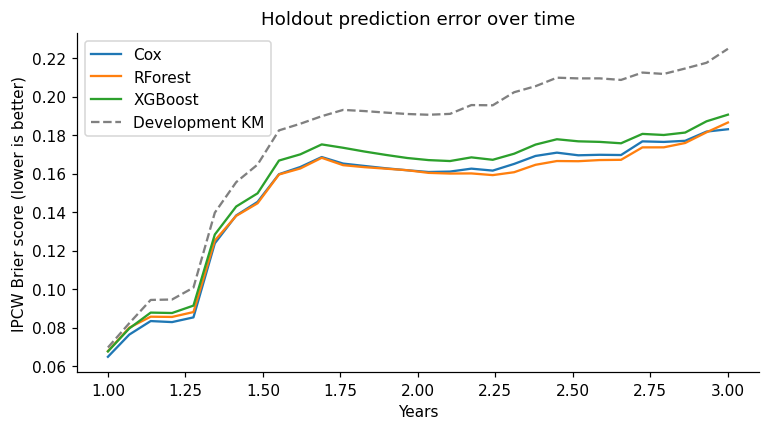 Holdout prediction error over time
IPCW Brier score (lower is better)
0.22
0.20
0.18
0.16
0.14
0.12
0.10
0.08
0.06
Cox
RForest
XGBoost
Development KM
1.00 1.25 1.50 1.75 2.00 2.25 2.50 2.75 3.00
Years